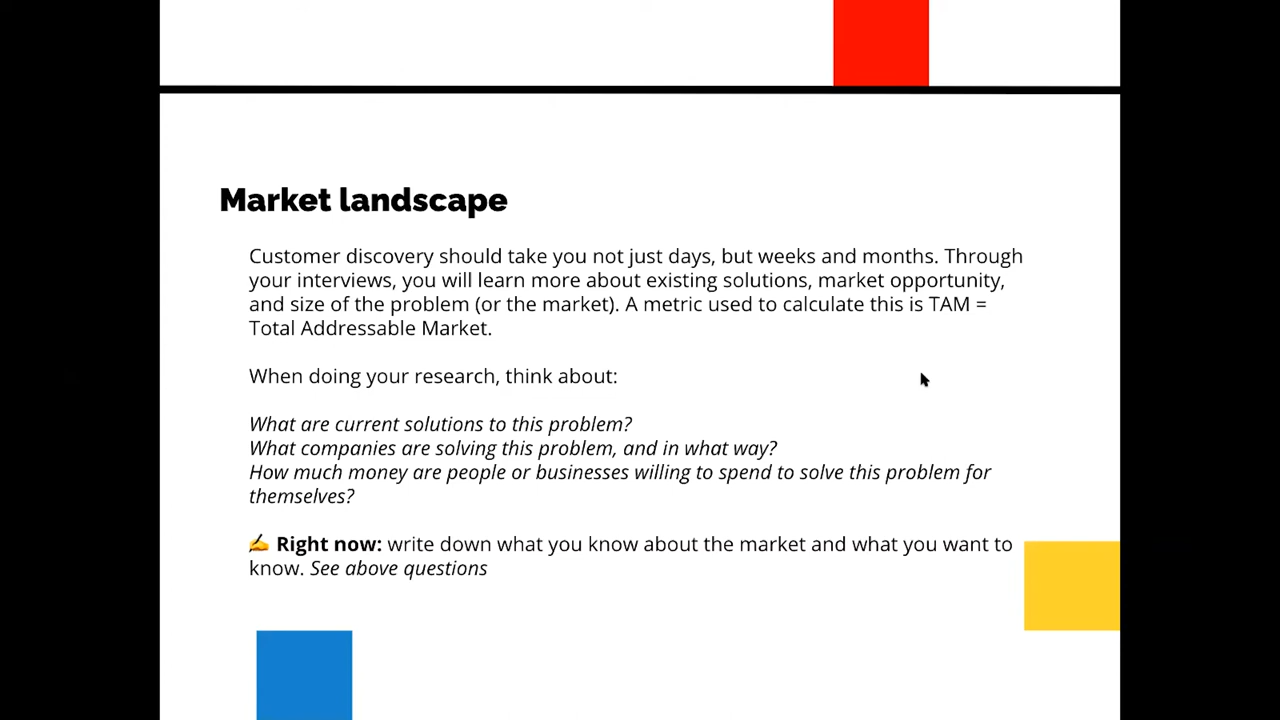 Market landscape
Customer discovery should take you not just days, but weeks and months. Through
your interviews, you will learn more about existing solutions, market opportunity,
and size of the problem (or the market). A metric used to calculate this is TAM =
Total Addressable Market.
When doing your research, think about:
What are current solutions to this problem?
What companies are solving this problem, and in what way?
How much money are people or businesses willing to spend to solve this problem for
themselves?
✍️ Right now: write down what you know about the market and what you want to
know. See above questions